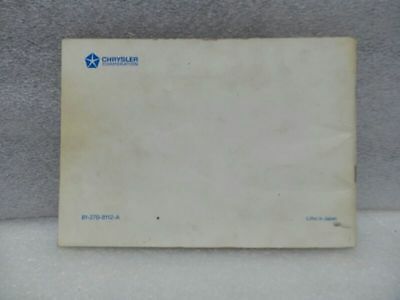 CHRYSLER
CORPORATION
81-270-8112-A
Litho in Japan